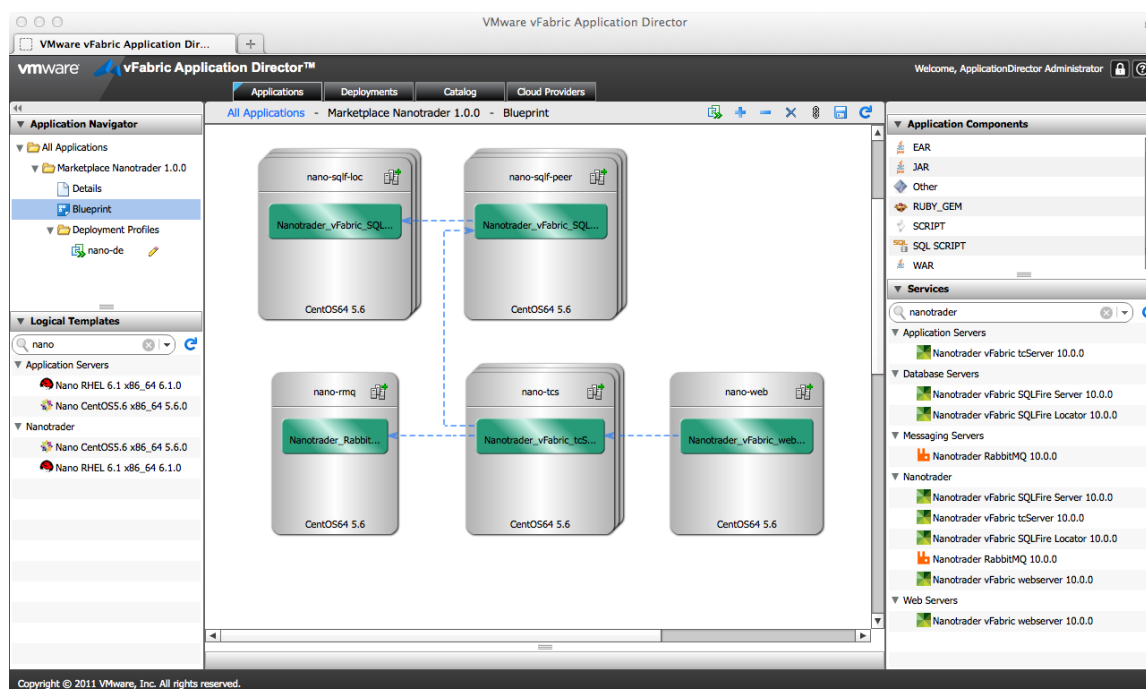 VMware vFabric Application Director
VMware vFabric Application Dir...
vmware vFabric Application Director™
Welcome, ApplicationDirector Administrator
Applications Deployments Catalog Cloud Providers
All Applications - Marketplace Nanotrader 1.0.0 - Blueprint
Application Navigator
All Applications
Marketplace Nanotrader 1.0.0
Details
Blueprint
Deployment Profiles
nano-de
Logical Templates
nano
Application Servers
Nano RHEL 6.1 x86_64 6.1.0
Nano CentOS5.6 x86_64 5.6.0
Nanotrader
Nano CentOS5.6 x86_64 5.6.0
Nano RHEL 6.1 x86_64 6.1.0
nano-sqlf-loc
Nanotrader_vFabric_SQL...
CentOS64 5.6
nano-sqlf-peer
Nanotrader_vFabric_SQL...
CentOS64 5.6
nano-rmq
Nanotrader_Rabbit...
CentOS64 5.6
nano-tcs
Nanotrader_vFabric_tcS...
CentOS64 5.6
nano-web
Nanotrader_vFabric_web...
CentOS64 5.6
Application Components
EAR
JAR
Other
RUBY_GEM
SCRIPT
SQL SQL SCRIPT
WAR
Services
nanotrader
Application Servers
Nanotrader vFabric tcServer 10.0.0
Database Servers
Nanotrader vFabric SQLFire Server 10.0.0
Nanotrader vFabric SQLFire Locator 10.0.0
Messaging Servers
Nanotrader RabbitMQ 10.0.0
Nanotrader
Nanotrader vFabric SQLFire Server 10.0.0
Nanotrader vFabric tcServer 10.0.0
Nanotrader vFabric SQLFire Locator 10.0.0
Nanotrader RabbitMQ 10.0.0
Nanotrader vFabric webserver 10.0.0
Web Servers
Nanotrader vFabric webserver 10.0.0
Copyright © 2011 VMware, Inc. All rights reserved.